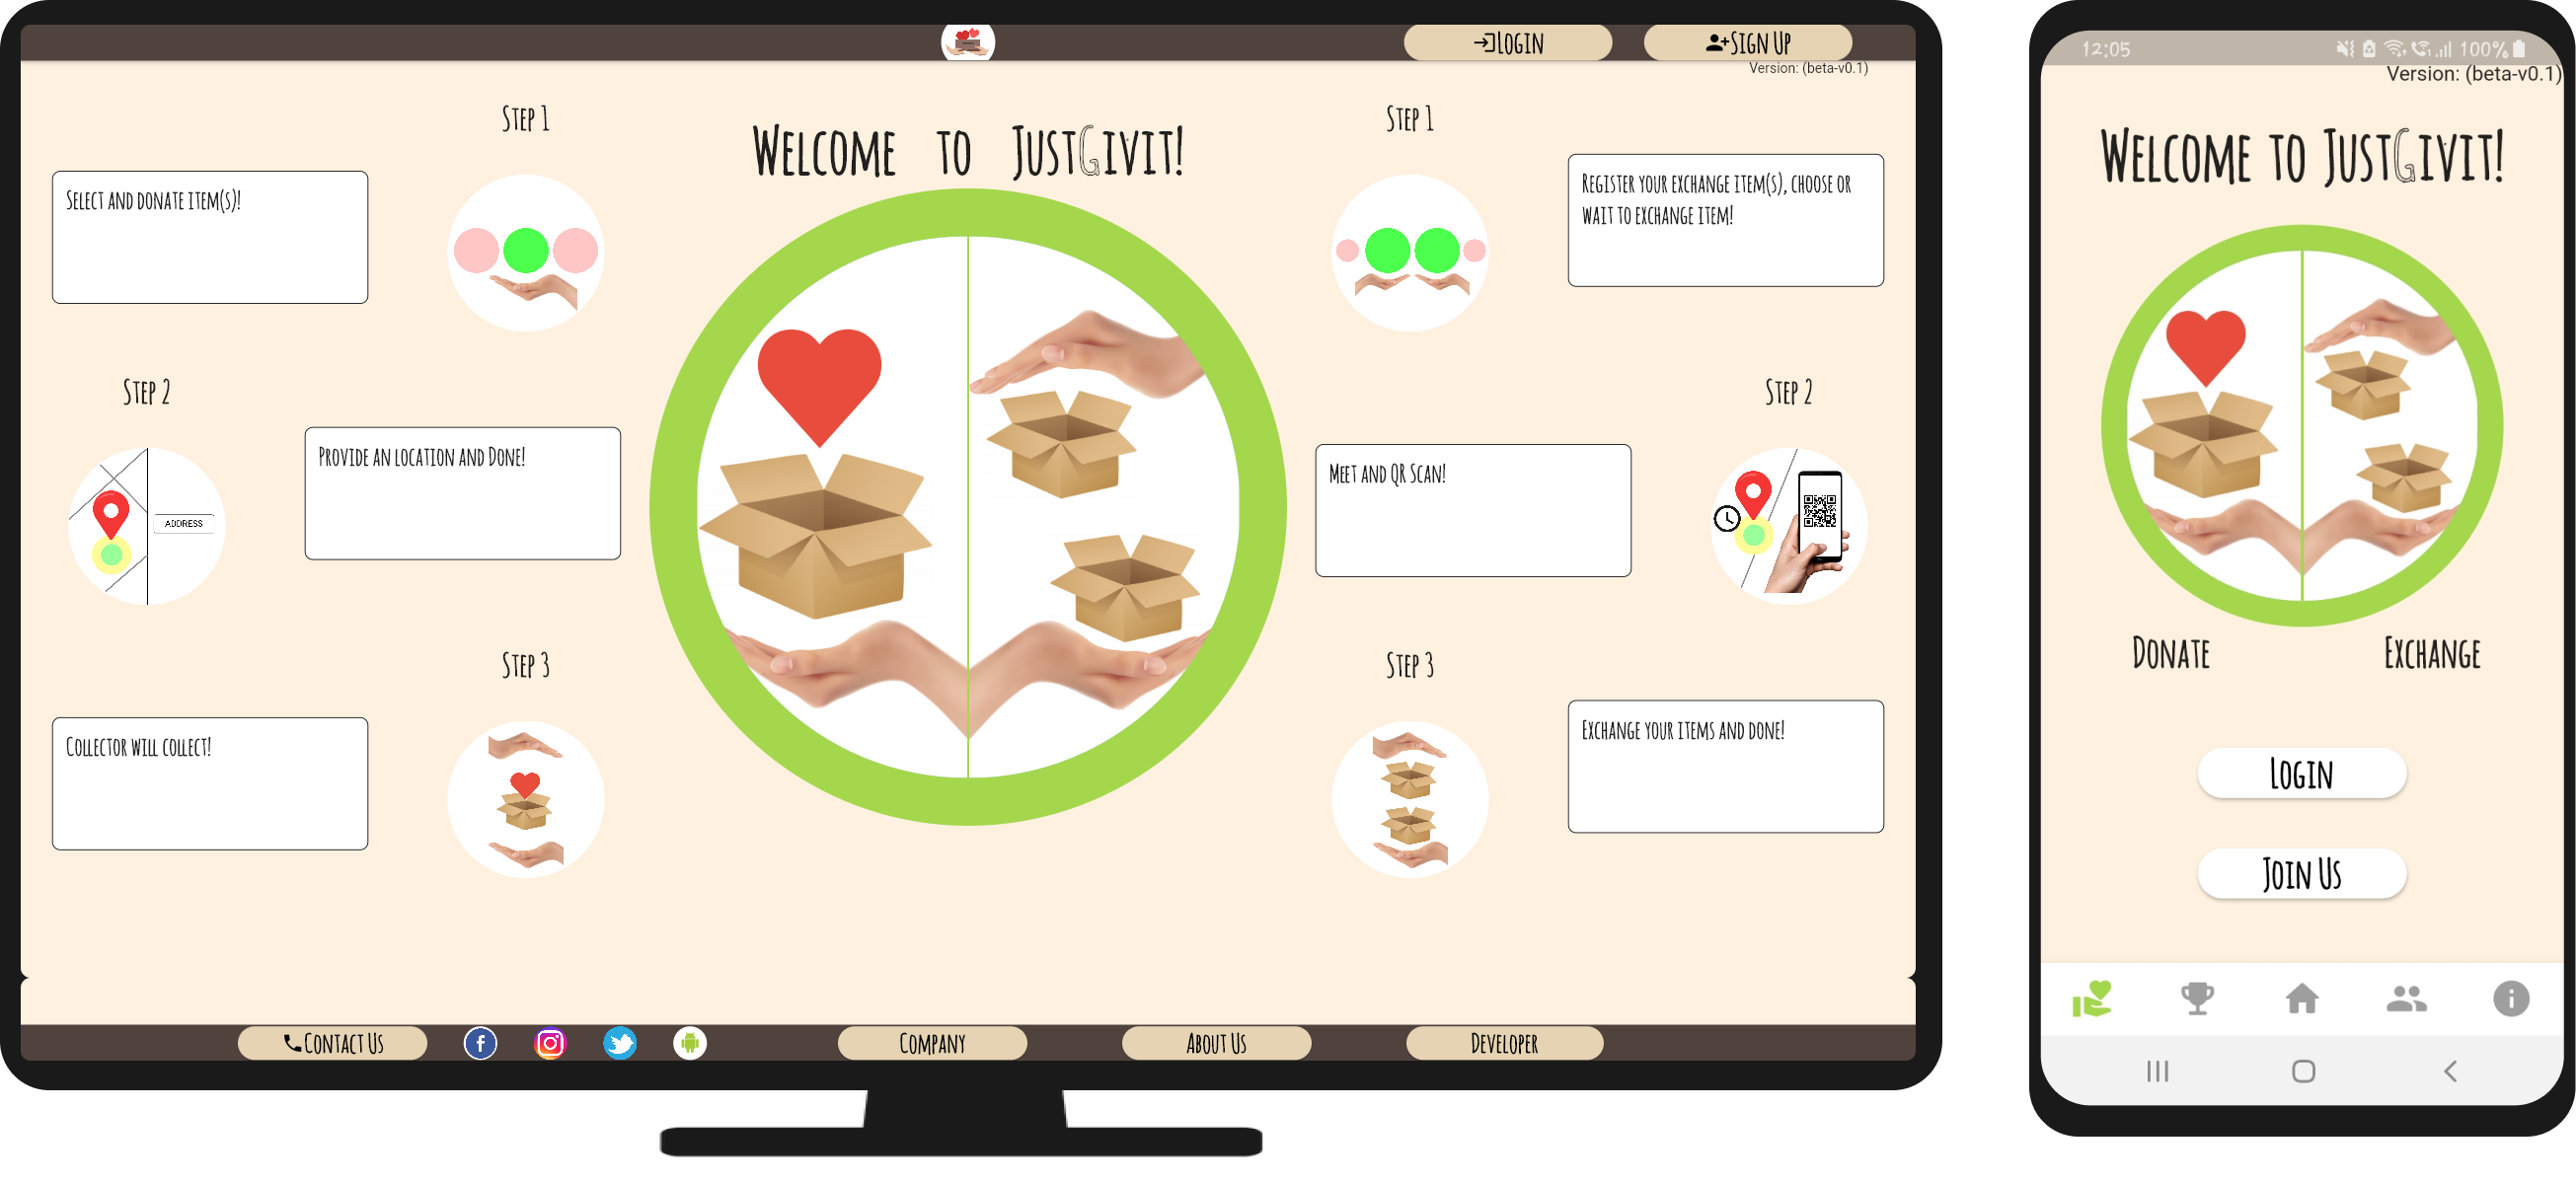 Login
Sign Up
Version: (beta-v0.1)
Welcome to JustGivit!
Step 1
Select and donate item(s)!
Step 2
ADDRESS
Provide an location and Done!
Step 3
Collector will collect!
Step 1
Register your exchange item(s), choose or
wait to exchange item!
Step 2
Meet and QR Scan!
Step 3
Exchange your items and done!
Contact Us
Company
About Us
Developer
12:05
100%
Version: (beta-v0.1)
Welcome to JustGivit!
Donate
Exchange
Login
Join Us